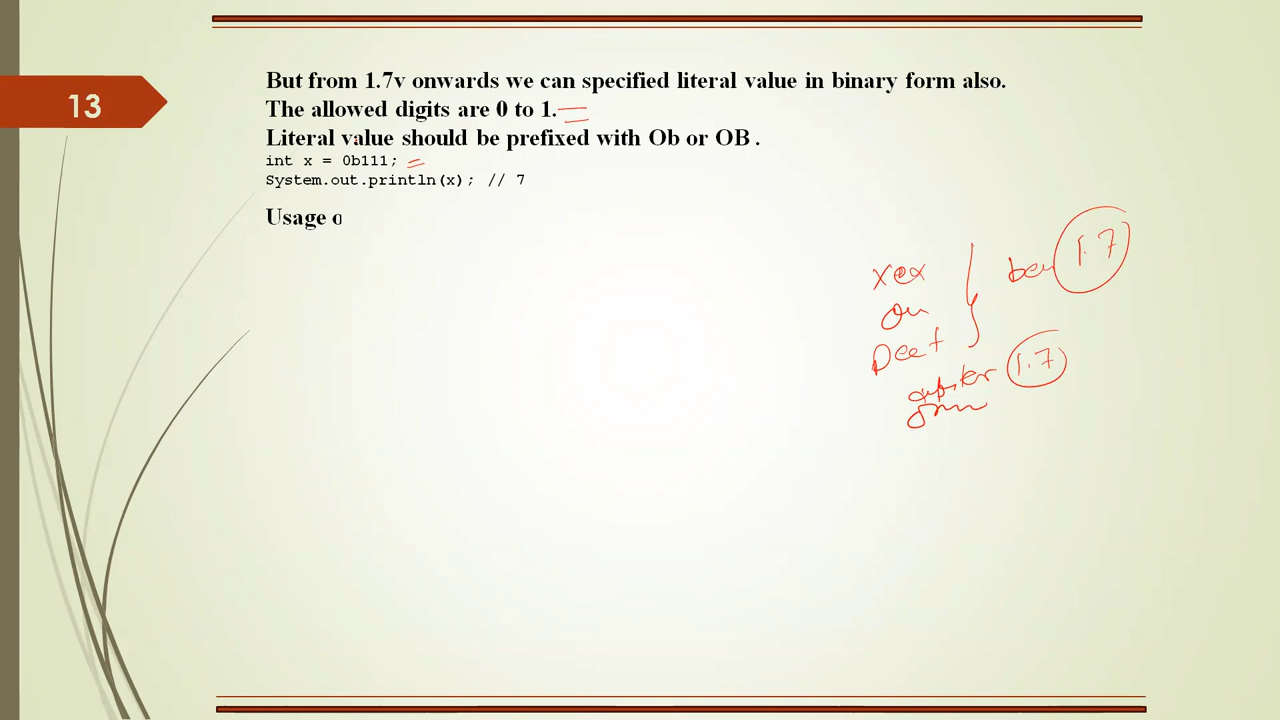 13
But from 1.7v onwards we can specified literal value in binary form also.
The allowed digits are 0 to 1.
Literal value should be prefixed with Ob or OB .
int x = 0b111;
System.out.println(x); // 7
Usage o
1.7
1.7